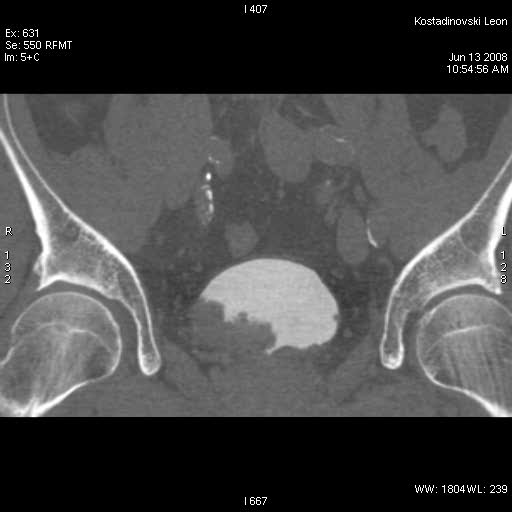 I 407
Kostadinovski Leon
Ex: 631
Se: 550 RFMT
Im: 5+C
Jun 13 2008
10:54:56 AM
R
1
3
2
L
1
2
8
WW: 1804WL: 239
I 667